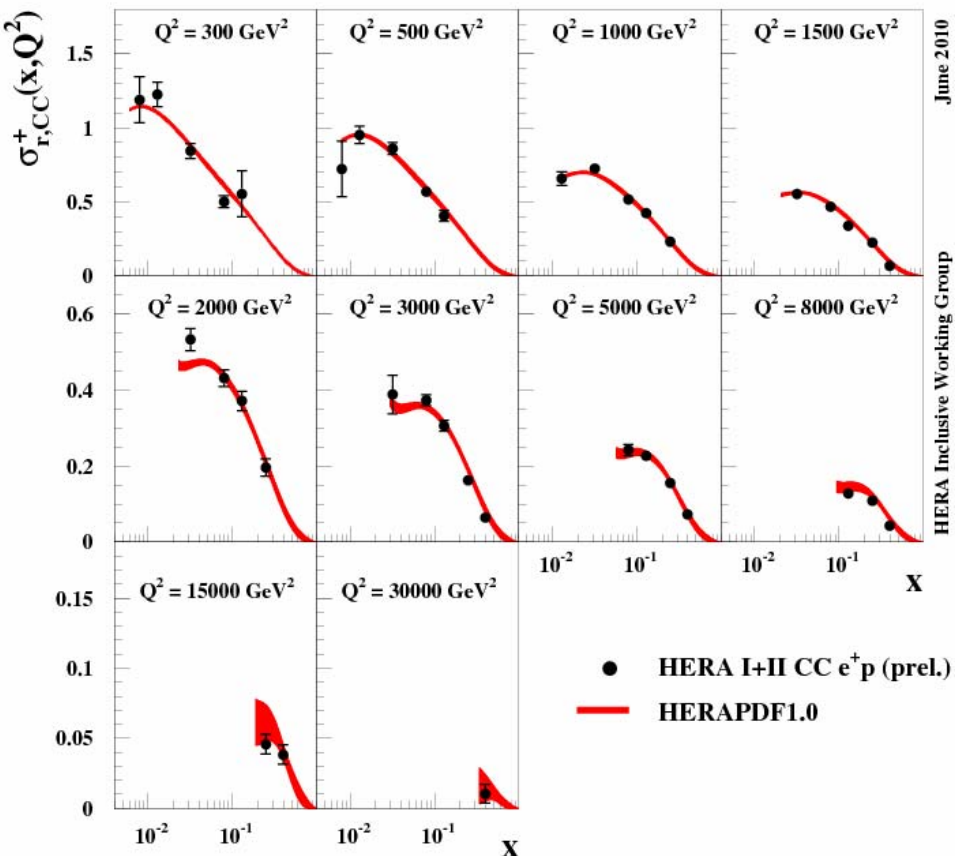 σ⁺r,CC(x,Q²)
June 2010
HERA Inclusive Working Group
Q² = 300 GeV²
Q² = 500 GeV²
Q² = 1000 GeV²
Q² = 1500 GeV²
1.5
1
0.5
0
Q² = 2000 GeV²
Q² = 3000 GeV²
Q² = 5000 GeV²
Q² = 8000 GeV²
0.6
0.4
0.2
0
10⁻² 10⁻¹ 10⁻² 10⁻¹
x
Q² = 15000 GeV²
Q² = 30000 GeV²
0.15
0.1
0.05
0
10⁻² 10⁻¹ 10⁻² 10⁻¹
x
HERA I+II CC e⁺p (prel.)
HERAPDF1.0